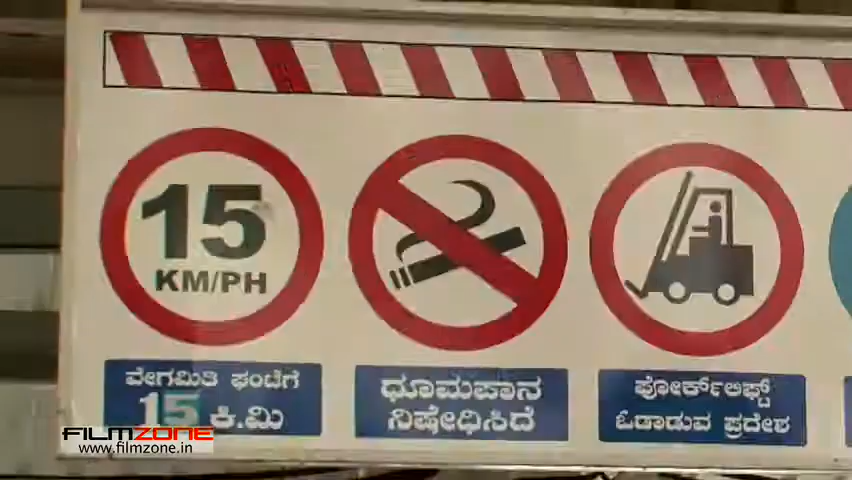 15
KM/PH
ವೇಗಮಿತಿ ಘಂಟೆಗೆ
15 ಕಿ.ಮಿ
ಧೂಮಪಾನ
ನಿಷೇಧಿಸಿದೆ
ಫೋರ್ಕ್‌ಲಿಫ್ಟ್
ಓಡಾಡುವ ಪ್ರದೇಶ
FILMZONE
www.filmzone.in